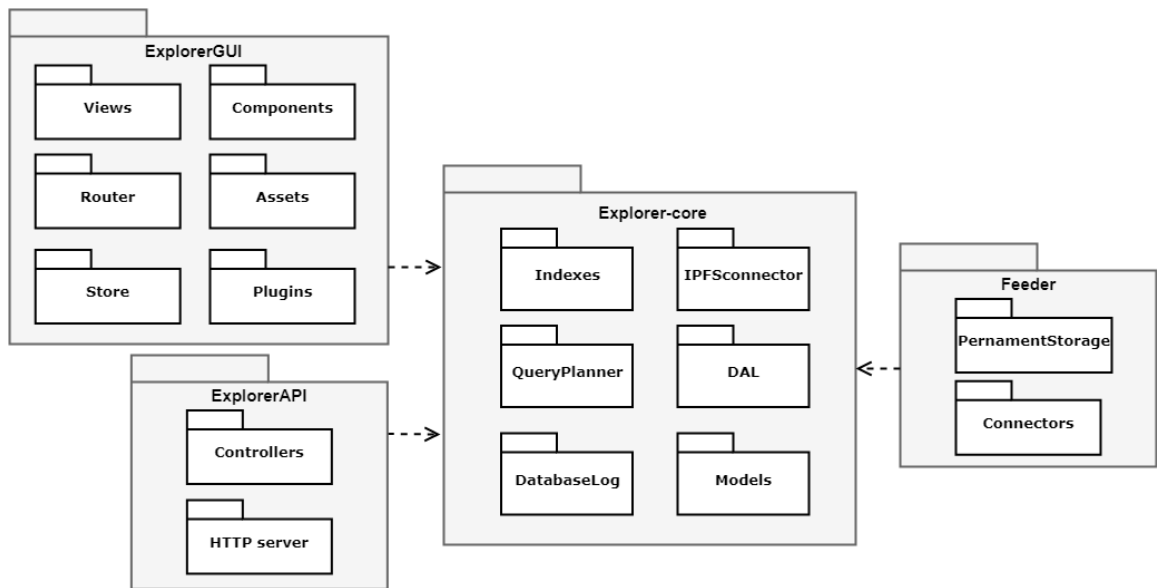 ExplorerGUI
Views
Components
Router
Assets
Store
Plugins
ExplorerAPI
Controllers
HTTP server
Explorer-core
Indexes
IPFSconnector
QueryPlanner
DAL
DatabaseLog
Models
Feeder
PernamentStorage
Connectors